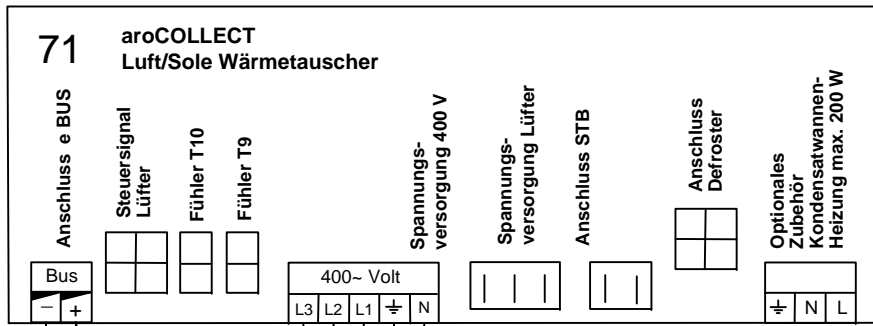 71
aroCOLLECT
Luft/Sole Wärmetauscher
Anschluss e BUS
Steuersignal
Lüfter
Fühler T10
Fühler T9
Spannungs-
versorgung 400 V
Spannungs-
versorgung Lüfter
Anschluss STB
Anschluss
Defroster
Optionales
Zubehör
Kondensatwannen-
Heizung max. 200 W
Bus
− +
400~ Volt
L3 L2 L1 ⏚ N
⏚ N L